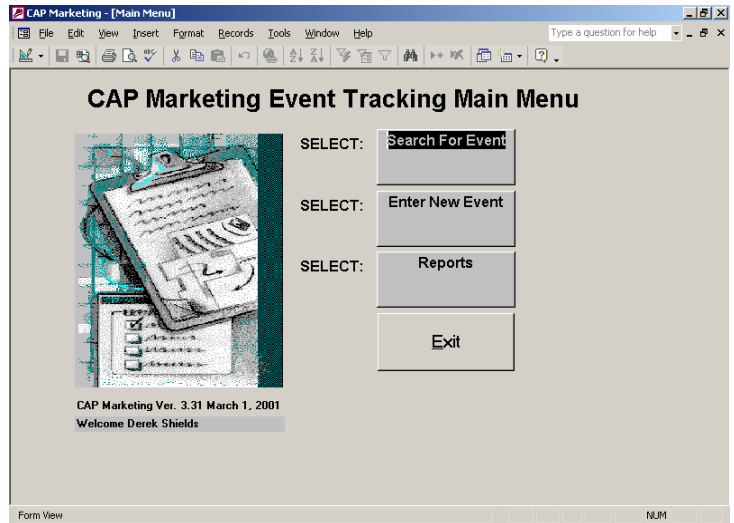 CAP Marketing - [Main Menu]
File Edit View Insert Format Records Tools Window Help Type a question for help
CAP Marketing Event Tracking Main Menu
SELECT: Search For Event
SELECT: Enter New Event
SELECT: Reports
Exit
CAP Marketing Ver. 3.31 March 1, 2001
Welcome Derek Shields
Form View NUM